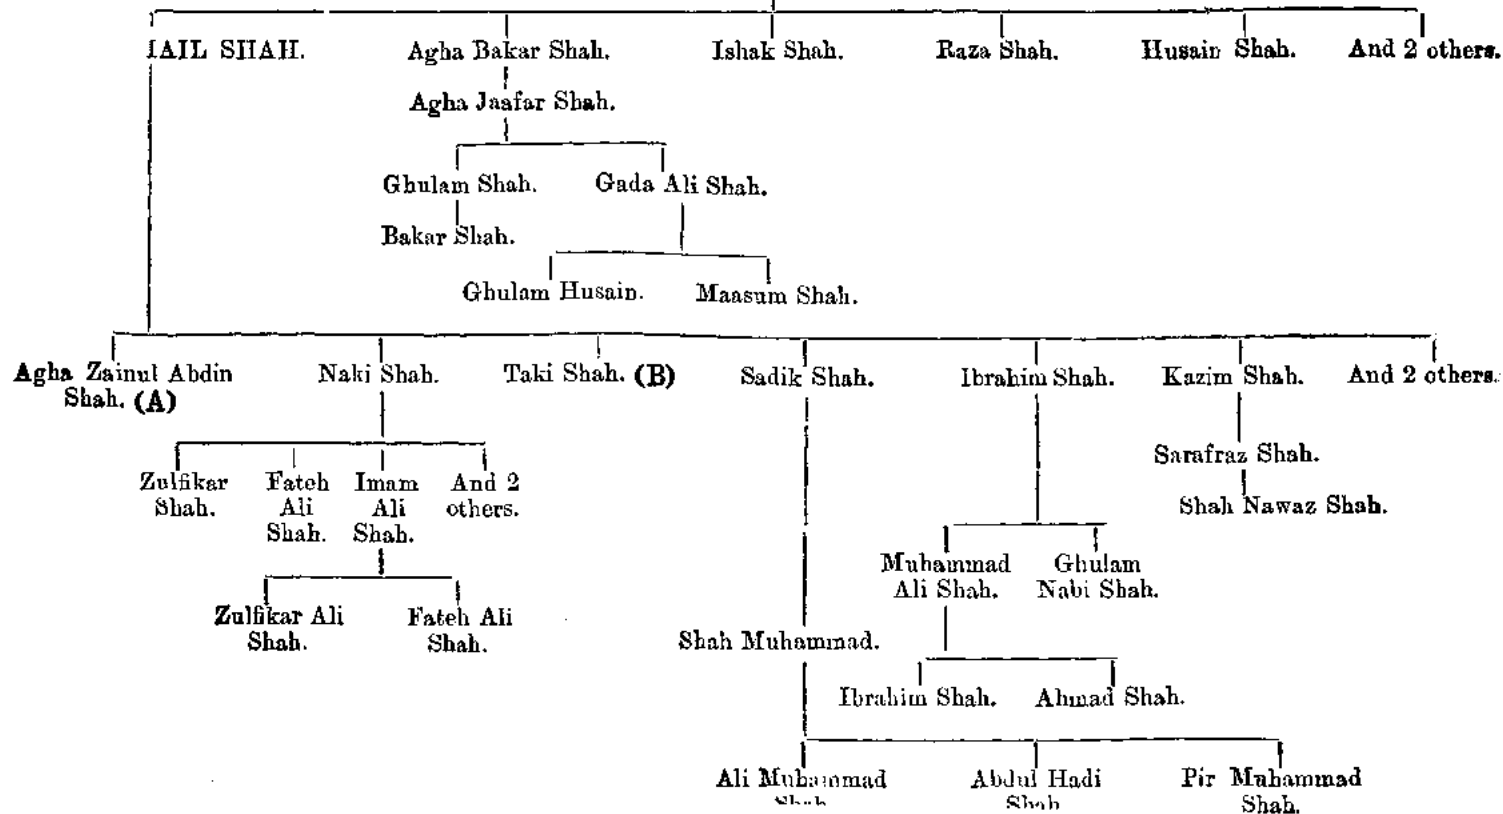 IAIL SHAH. Agha Bakar Shah. Ishak Shah. Raza Shah. Husain Shah. And 2 others.
Agha Jaafar Shah.
Ghulam Shah. Gada Ali Shah.
Bakar Shah.
Ghulam Husain. Maasum Shah.
Agha Zainul Abdin Naki Shah. Taki Shah. (B) Sadik Shah. Ibrahim Shah. Kazim Shah. And 2 others.
Shah. (A)
Sarafraz Shah.
Zulfikar Fateh Imam And 2
Shah. Ali Ali others.
Shah. Shah.
Shah Nawaz Shah.
Muhammad Ghulam
Ali Shah. Nabi Shah.
Zulfikar Ali Fateh Ali
Shah. Shah.
Shah Muhammad.
Ibrahim Shah. Ahmad Shah.
Ali Muhammad Abdul Hadi Pir Muhammad
Shah Shah Shah.